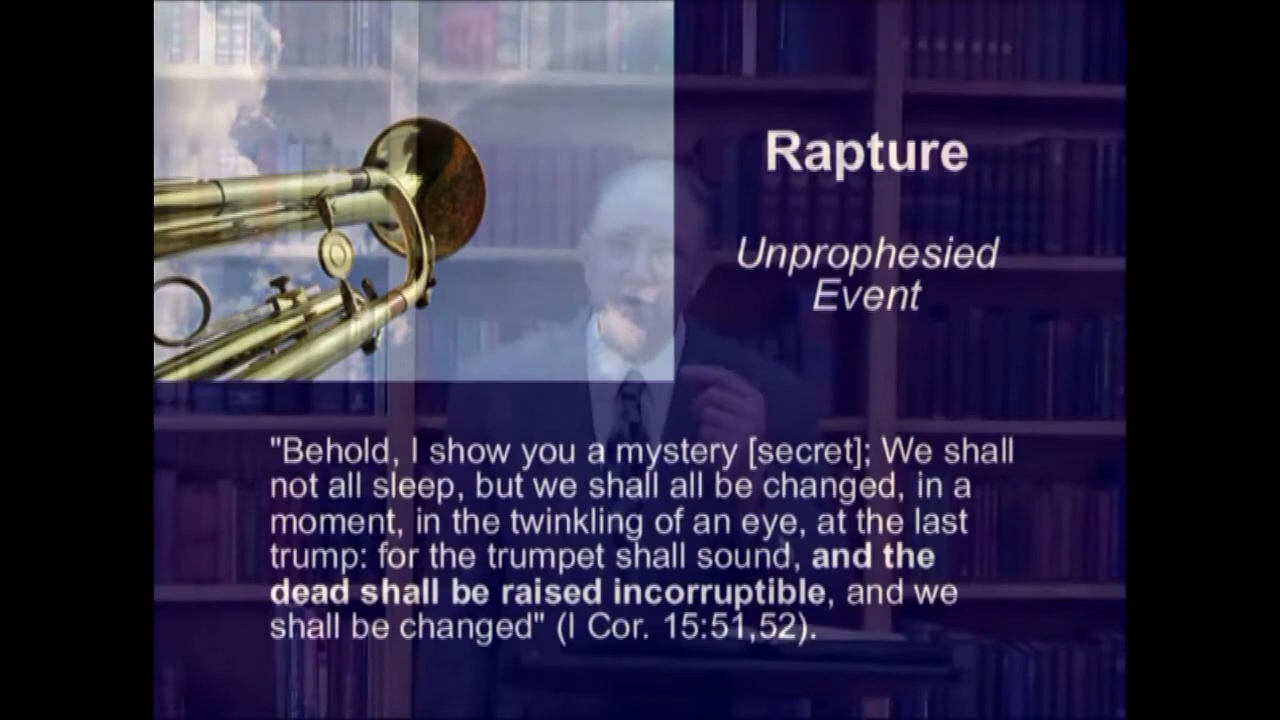 Rapture
Unprophesied
Event
"Behold, I show you a mystery [secret]; We shall
not all sleep, but we shall all be changed, in a
moment, in the twinkling of an eye, at the last
trump: for the trumpet shall sound, and the
dead shall be raised incorruptible, and we
shall be changed" (I Cor. 15:51,52).